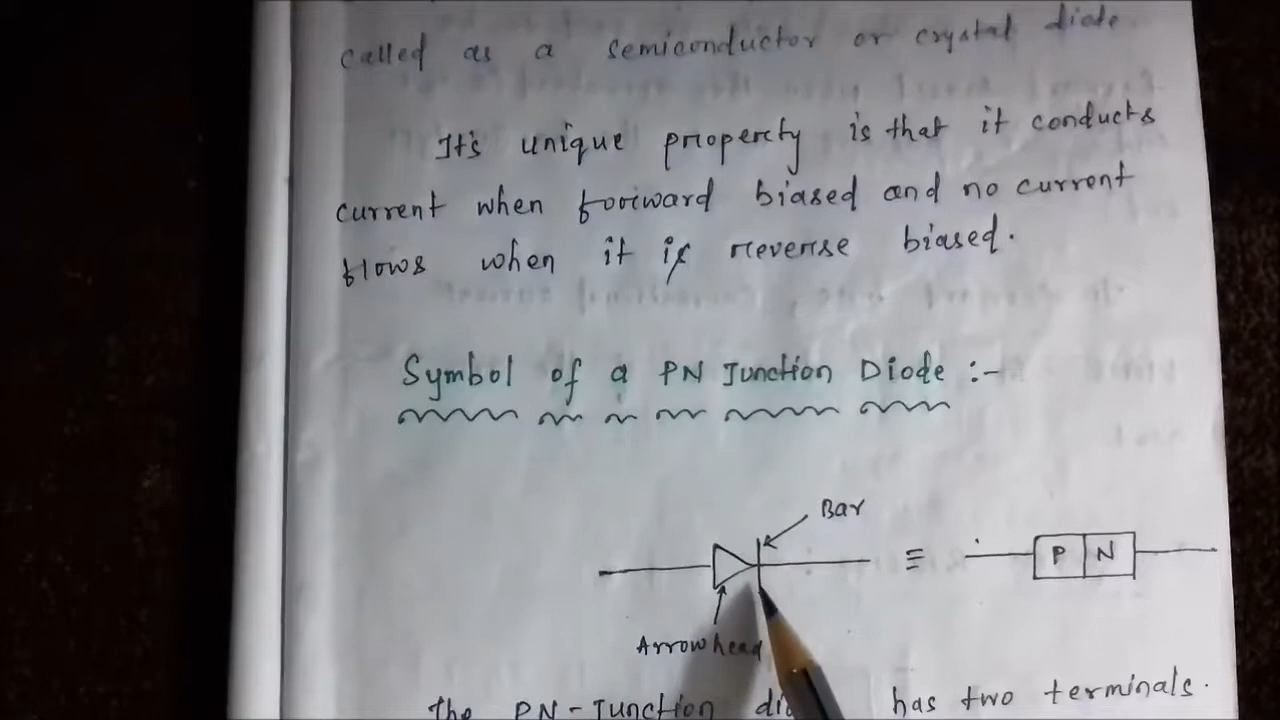 called as a semiconductor or crystal diode
It's unique property is that it conducts
current when forward biased and no current
flows when it is reverse biased.
Symbol of a PN Junction Diode :-
Bar
≡ P N
Arrowhead
The PN-Junction has two terminals.